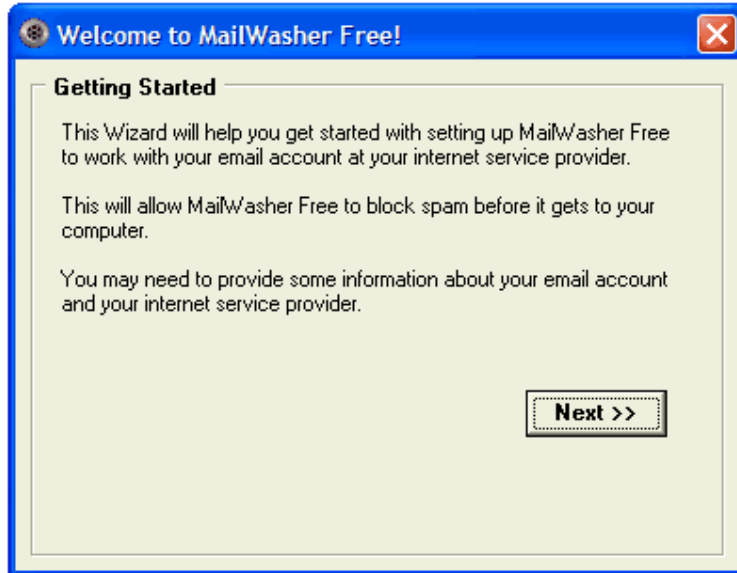 Welcome to MailWasher Free!
Getting Started
This Wizard will help you get started with setting up MailWasher Free
to work with your email account at your internet service provider.
This will allow MailWasher Free to block spam before it gets to your
computer.
You may need to provide some information about your email account
and your internet service provider.
Next >>